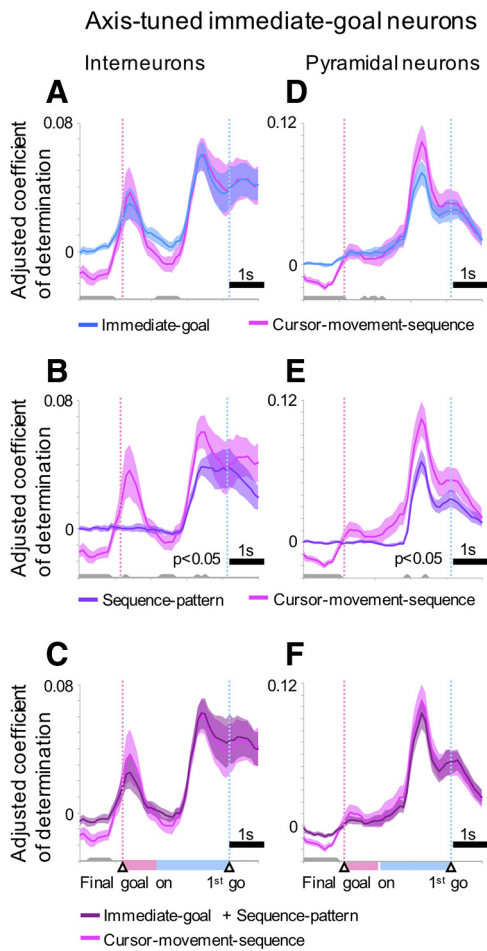 Axis-tuned immediate-goal neurons
Interneurons
Pyramidal neurons
A
D
0.08
0.12
Adjusted coefficient
of determination
0
0
1s
1s
Immediate-goal
Cursor-movement-sequence
B
E
0.08
0.12
Adjusted coefficient
of determination
0
0
p<0.05
1s
p<0.05
1s
Sequence-pattern
Cursor-movement-sequence
C
F
0.08
0.12
Adjusted coefficient
of determination
0
0
1s
1s
Final goal on
1st go
Final goal on
1st go
Immediate-goal + Sequence-pattern
Cursor-movement-sequence